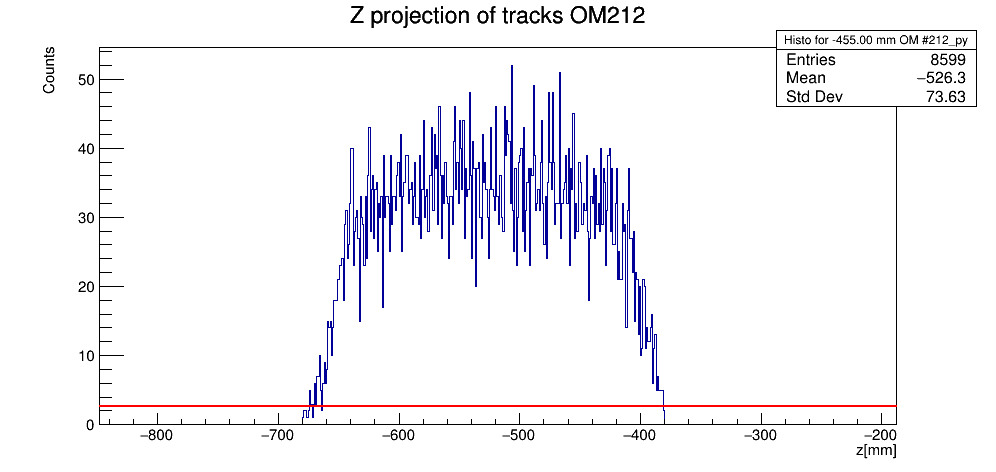 Z projection of tracks OM212
Histo for -455.00 mm OM #212_py
Entries 8599
Mean −526.3
Std Dev 73.63
Counts
50
40
30
20
10
0
−800 −700 −600 −500 −400 −300 −200
z[mm]